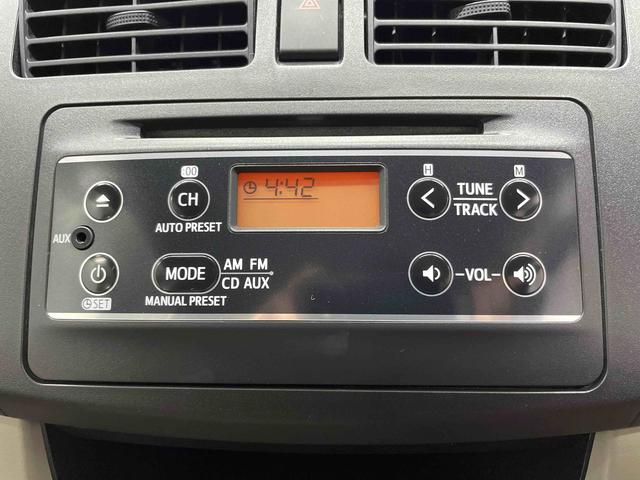 :00
H
M
4:42
CH
TUNE
TRACK
AUTO PRESET
AUX
MODE
AM FM
CD AUX
VOL
SET
MANUAL PRESET